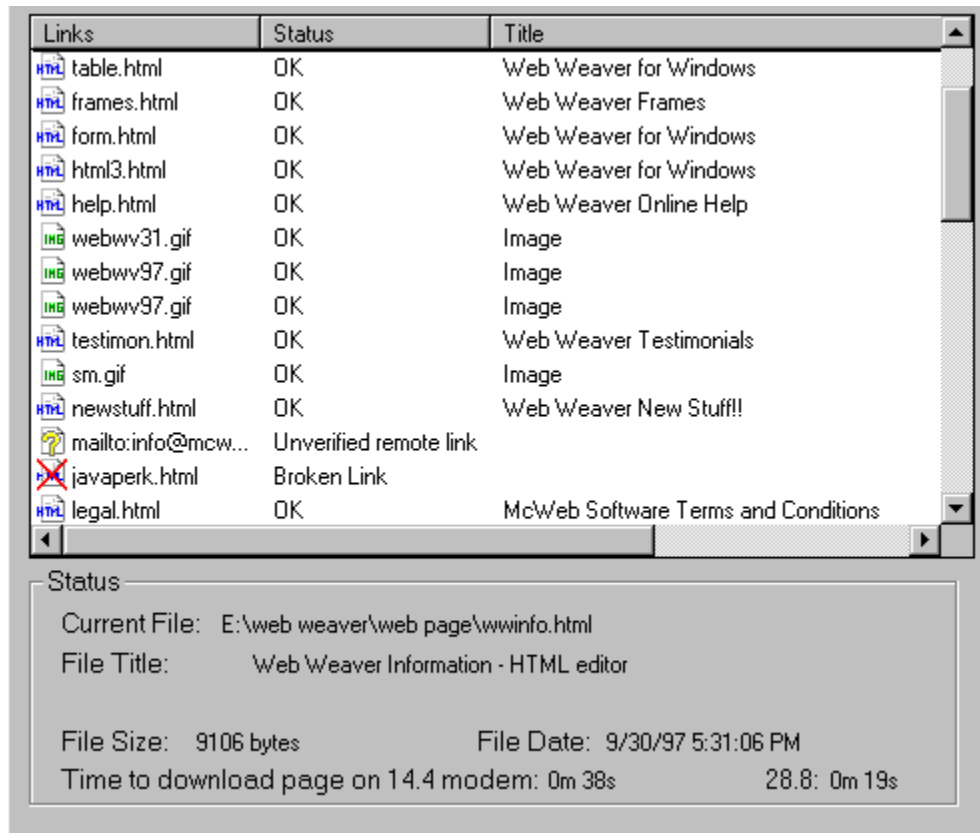 Links Status Title
table.html OK Web Weaver for Windows
frames.html OK Web Weaver Frames
form.html OK Web Weaver for Windows
html3.html OK Web Weaver for Windows
help.html OK Web Weaver Online Help
webwv31.gif OK Image
webwv97.gif OK Image
webwv97.gif OK Image
testimon.html OK Web Weaver Testimonials
sm.gif OK Image
newstuff.html OK Web Weaver New Stuff!!
mailto:info@mcw... Unverified remote link
javaperk.html Broken Link
legal.html OK McWeb Software Terms and Conditions
Status
Current File: E:\web weaver\web page\wwinfo.html
File Title: Web Weaver Information - HTML editor
File Size: 9106 bytes File Date: 9/30/97 5:31:06 PM
Time to download page on 14.4 modem: 0m 38s 28.8: 0m 19s